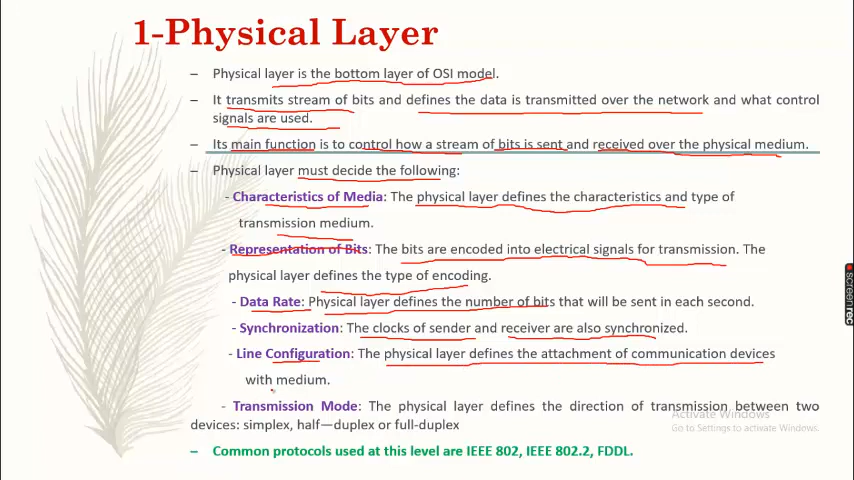 1-Physical Layer
– Physical layer is the bottom layer of OSI model.
– It transmits stream of bits and defines the data is transmitted over the network and what control
signals are used.
– Its main function is to control how a stream of bits is sent and received over the physical medium.
– Physical layer must decide the following:
- Characteristics of Media: The physical layer defines the characteristics and type of
transmission medium.
- Representation of Bits: The bits are encoded into electrical signals for transmission. The
physical layer defines the type of encoding.
- Data Rate: Physical layer defines the number of bits that will be sent in each second.
- Synchronization: The clocks of sender and receiver are also synchronized.
- Line Configuration: The physical layer defines the attachment of communication devices
with medium.
- Transmission Mode: The physical layer defines the direction of transmission between two
devices: simplex, half—duplex or full-duplex
– Common protocols used at this level are IEEE 802, IEEE 802.2, FDDL.
Activate Windows
Go to Settings to activate Windows.
screenrec